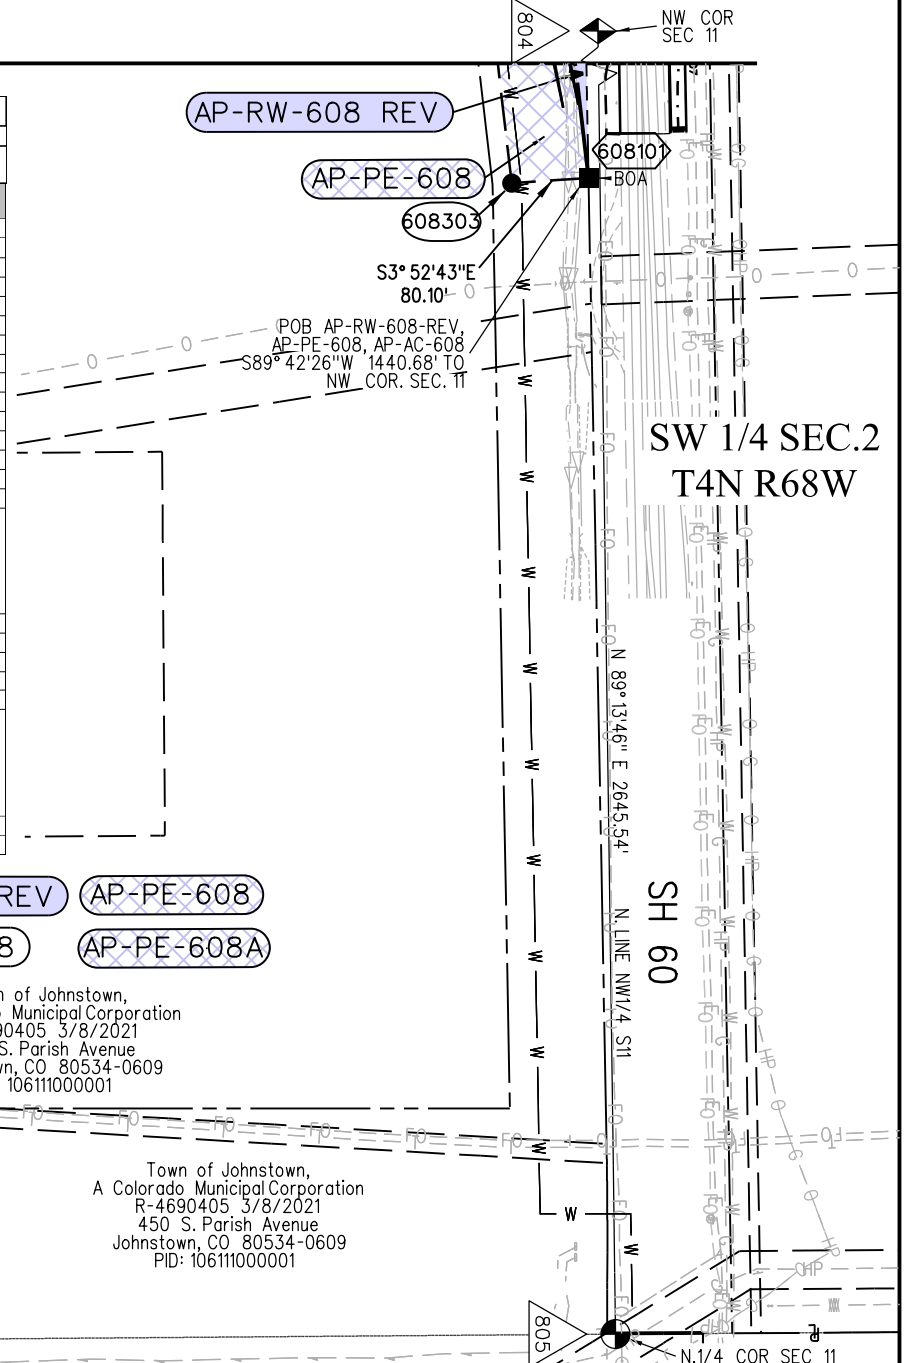 804
NW COR
SEC 11
AP-RW-608 REV
608101
AP-PE-608
BOA
608303
S3°52'43"E
80.10'
POB AP-RW-608-REV,
AP-PE-608, AP-AC-608
S89°42'26"W 1440.68' TO
NW COR. SEC. 11
SW 1/4 SEC.2
T4N R68W
N 89°13'46" E 2645.54'
N. LINE NW1/4 S11
SH 60
REV
AP-PE-608
8
AP-PE-608A
of Johnstown,
Municipal Corporation
90405 3/8/2021
S. Parish Avenue
CO 80534-0609
106111000001
Town of Johnstown,
A Colorado Municipal Corporation
R-4690405 3/8/2021
450 S. Parish Avenue
Johnstown, CO 80534-0609
PID: 106111000001
805
N.1/4 COR SEC 11